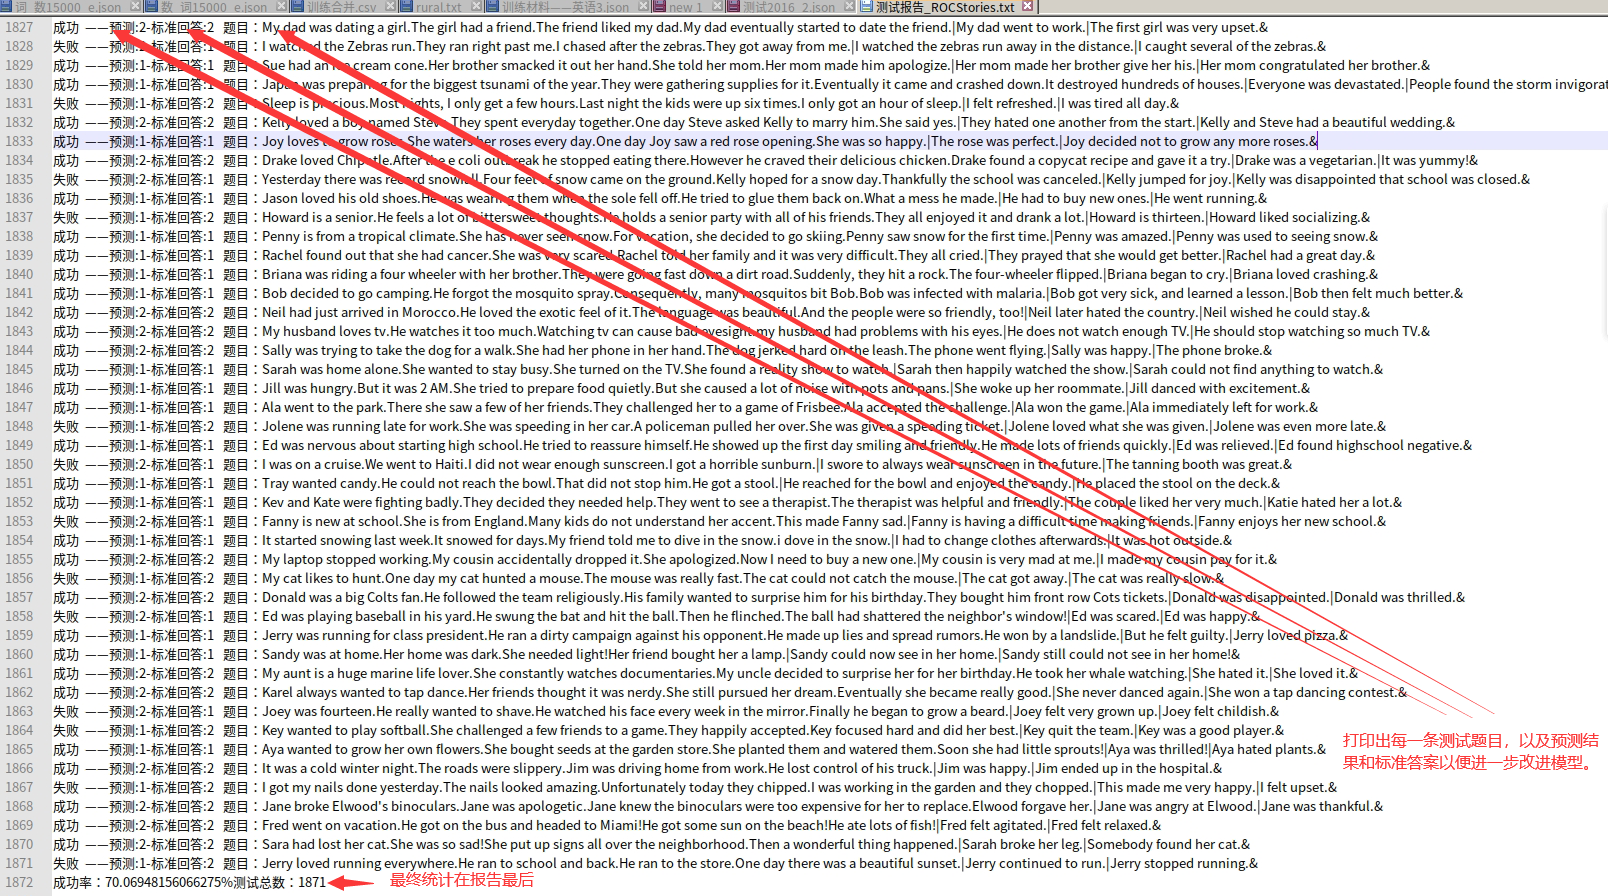 词_数15000_e.json 数_词15000_e.json 训练合并.csv rural.txt 训练材料——英语3.json new 1 测试2016_2.json 测试报告_ROCStories.txt
1827 成功 ——预测:2-标准回答:2 题目：My dad was dating a girl.The girl had a friend.The friend liked my dad.My dad eventually started to date the friend.|My dad went to work.|The first girl was very upset.&
1828 失败 ——预测:2-标准回答:1 题目：I watched the Zebras run.They ran right past me.I chased after the zebras.They got away from me.|I watched the zebras run away in the distance.|I caught several of the zebras.&
1829 成功 ——预测:1-标准回答:1 题目：Sue had an ice cream cone.Her brother smacked it out her hand.She told her mom.Her mom made him apologize.|Her mom made her brother give her his.|Her mom congratulated her brother.&
1830 成功 ——预测:1-标准回答:1 题目：Japan was preparing for the biggest tsunami of the year.They were gathering supplies for it.Eventually it came and crashed down.It destroyed hundreds of houses.|Everyone was devastated.|People found the storm invigorat
1831 失败 ——预测:1-标准回答:2 题目：Sleep is precious.Most nights, I only get a few hours.Last night the kids were up six times.I only got an hour of sleep.|I felt refreshed.|I was tired all day.&
1832 成功 ——预测:2-标准回答:2 题目：Kelly loved a boy named Steve.They spent everyday together.One day Steve asked Kelly to marry him.She said yes.|They hated one another from the start.|Kelly and Steve had a beautiful wedding.&
1833 成功 ——预测:1-标准回答:1 题目：Joy loves to grow roses.She waters her roses every day.One day Joy saw a red rose opening.She was so happy.|The rose was perfect.|Joy decided not to grow any more roses.&
1834 成功 ——预测:2-标准回答:2 题目：Drake loved Chipotle.After the e coli outbreak he stopped eating there.However he craved their delicious chicken.Drake found a copycat recipe and gave it a try.|Drake was a vegetarian.|It was yummy!&
1835 失败 ——预测:2-标准回答:1 题目：Yesterday there was record snowfall.Four feet of snow came on the ground.Kelly hoped for a snow day.Thankfully the school was canceled.|Kelly jumped for joy.|Kelly was disappointed that school was closed.&
1836 成功 ——预测:1-标准回答:1 题目：Jason loved his old shoes.He was wearing them when the sole fell off.He tried to glue them back on.What a mess he made.|He had to buy new ones.|He went running.&
1837 失败 ——预测:1-标准回答:2 题目：Howard is a senior.He feels a lot of bittersweet thoughts.He holds a senior party with all of his friends.They all enjoyed it and drank a lot.|Howard is thirteen.|Howard liked socializing.&
1838 成功 ——预测:1-标准回答:1 题目：Penny is from a tropical climate.She has never seen snow.For vacation, she decided to go skiing.Penny saw snow for the first time.|Penny was amazed.|Penny was used to seeing snow.&
1839 成功 ——预测:1-标准回答:1 题目：Rachel found out that she had cancer.She was very scared.Rachel told her family and it was very difficult.They all cried.|They prayed that she would get better.|Rachel had a great day.&
1840 成功 ——预测:1-标准回答:1 题目：Briana was riding a four wheeler with her brother.They were going fast down a dirt road.Suddenly, they hit a rock.The four-wheeler flipped.|Briana began to cry.|Briana loved crashing.&
1841 成功 ——预测:1-标准回答:1 题目：Bob decided to go camping.He forgot the mosquito spray.Consequently, many mosquitos bit Bob.Bob was infected with malaria.|Bob got very sick, and learned a lesson.|Bob then felt much better.&
1842 成功 ——预测:2-标准回答:2 题目：Neil had just arrived in Morocco.He loved the exotic feel of it.The language was beautiful.And the people were so friendly, too!|Neil later hated the country.|Neil wished he could stay.&
1843 成功 ——预测:2-标准回答:2 题目：My husband loves tv.He watches it too much.Watching tv can cause bad eyesight.my husband had problems with his eyes.|He does not watch enough TV.|He should stop watching so much TV.&
1844 成功 ——预测:2-标准回答:2 题目：Sally was trying to take the dog for a walk.She had her phone in her hand.The dog jerked hard on the leash.The phone went flying.|Sally was happy.|The phone broke.&
1845 成功 ——预测:1-标准回答:1 题目：Sarah was home alone.She wanted to stay busy.She turned on the TV.She found a reality show to watch.|Sarah then happily watched the show.|Sarah could not find anything to watch.&
1846 成功 ——预测:1-标准回答:1 题目：Jill was hungry.But it was 2 AM.She tried to prepare food quietly.But she caused a lot of noise with pots and pans.|She woke up her roommate.|Jill danced with excitement.&
1847 成功 ——预测:1-标准回答:1 题目：Ala went to the park.There she saw a few of her friends.They challenged her to a game of Frisbee.Ala accepted the challenge.|Ala won the game.|Ala immediately left for work.&
1848 失败 ——预测:1-标准回答:2 题目：Jolene was running late for work.She was speeding in her car.A policeman pulled her over.She was given a speeding ticket.|Jolene loved what she was given.|Jolene was even more late.&
1849 成功 ——预测:1-标准回答:1 题目：Ed was nervous about starting high school.He tried to reassure himself.He showed up the first day smiling and friendly.He made lots of friends quickly.|Ed was relieved.|Ed found highschool negative.&
1850 失败 ——预测:2-标准回答:1 题目：I was on a cruise.We went to Haiti.I did not wear enough sunscreen.I got a horrible sunburn.|I swore to always wear sunscreen in the future.|The tanning booth was great.&
1851 成功 ——预测:1-标准回答:1 题目：Tray wanted candy.He could not reach the bowl.That did not stop him.He got a stool.|He reached for the bowl and enjoyed the candy.|He placed the stool on the deck.&
1852 成功 ——预测:1-标准回答:1 题目：Kev and Kate were fighting badly.They decided they needed help.They went to see a therapist.The therapist was helpful and friendly.|The couple liked her very much.|Katie hated her a lot.&
1853 失败 ——预测:2-标准回答:1 题目：Fanny is new at school.She is from England.Many kids do not understand her accent.This made Fanny sad.|Fanny is having a difficult time making friends.|Fanny enjoys her new school.&
1854 成功 ——预测:1-标准回答:1 题目：It started snowing last week.It snowed for days.My friend told me to dive in the snow.i dove in the snow.|I had to change clothes afterwards.|It was hot outside.&
1855 成功 ——预测:2-标准回答:2 题目：My laptop stopped working.My cousin accidentally dropped it.She apologized.Now I need to buy a new one.|My cousin is very mad at me.|I made my cousin pay for it.&
1856 失败 ——预测:2-标准回答:1 题目：My cat likes to hunt.One day my cat hunted a mouse.The mouse was really fast.The cat could not catch the mouse.|The cat got away.|The cat was really slow.&
1857 成功 ——预测:2-标准回答:2 题目：Donald was a big Colts fan.He followed the team religiously.His family wanted to surprise him for his birthday.They bought him front row Cots tickets.|Donald was disappointed.|Donald was thrilled.&
1858 失败 ——预测:2-标准回答:1 题目：Ed was playing baseball in his yard.He swung the bat and hit the ball.Then he flinched.The ball had shattered the neighbor's window!|Ed was scared.|Ed was happy.&
1859 成功 ——预测:1-标准回答:1 题目：Jerry was running for class president.He ran a dirty campaign against his opponent.He made up lies and spread rumors.He won by a landslide.|But he felt guilty.|Jerry loved pizza.&
1860 成功 ——预测:1-标准回答:1 题目：Sandy was at home.Her home was dark.She needed light!Her friend bought her a lamp.|Sandy could now see in her home.|Sandy still could not see in her home!&
1861 成功 ——预测:2-标准回答:2 题目：My aunt is a huge marine life lover.She constantly watches documentaries.My uncle decided to surprise her for her birthday.He took her whale watching.|She hated it.|She loved it.&
1862 成功 ——预测:2-标准回答:2 题目：Karel always wanted to tap dance.Her friends thought it was nerdy.She still pursued her dream.Eventually she became really good.|She never danced again.|She won a tap dancing contest.&
1863 失败 ——预测:2-标准回答:1 题目：Joey was fourteen.He really wanted to shave.He watched his face every week in the mirror.Finally he began to grow a beard.|Joey felt very grown up.|Joey felt childish.&
1864 失败 ——预测:1-标准回答:2 题目：Key wanted to play softball.She challenged a few friends to a game.They happily accepted.Key focused hard and did her best.|Key quit the team.|Key was a good player.&
1865 成功 ——预测:1-标准回答:1 题目：Aya wanted to grow her own flowers.She bought seeds at the garden store.She planted them and watered them.Soon she had little sprouts!|Aya was thrilled!|Aya hated plants.&
1866 成功 ——预测:2-标准回答:2 题目：It was a cold winter night.The roads were slippery.Jim was driving home from work.He lost control of his truck.|Jim was happy.|Jim ended up in the hospital.&
1867 失败 ——预测:1-标准回答:2 题目：I got my nails done yesterday.The nails looked amazing.Unfortunately today they chipped.I was working in the garden and they chopped.|This made me very happy.|I felt upset.&
1868 成功 ——预测:2-标准回答:2 题目：Jane broke Elwood's binoculars.Jane was apologetic.Jane knew the binoculars were too expensive for her to replace.Elwood forgave her.|Jane was angry at Elwood.|Jane was thankful.&
1869 成功 ——预测:2-标准回答:2 题目：Fred went on vacation.He got on the bus and headed to Miami!He got some sun on the beach!He ate lots of fish!|Fred felt agitated.|Fred felt relaxed.&
1870 成功 ——预测:2-标准回答:2 题目：Sara had lost her cat.She was so sad!She put up signs all over the neighborhood.Then a wonderful thing happened.|Sarah broke her leg.|Somebody found her cat.&
1871 失败 ——预测:1-标准回答:2 题目：Jerry loved running everywhere.He ran to school and back.He ran to the store.One day there was a beautiful sunset.|Jerry continued to run.|Jerry stopped running.&
1872 成功率：70.06948156066275%测试总数：1871
打印出每一条测试题目，以及预测结
果和标准答案以便进一步改进模型。
最终统计在报告最后